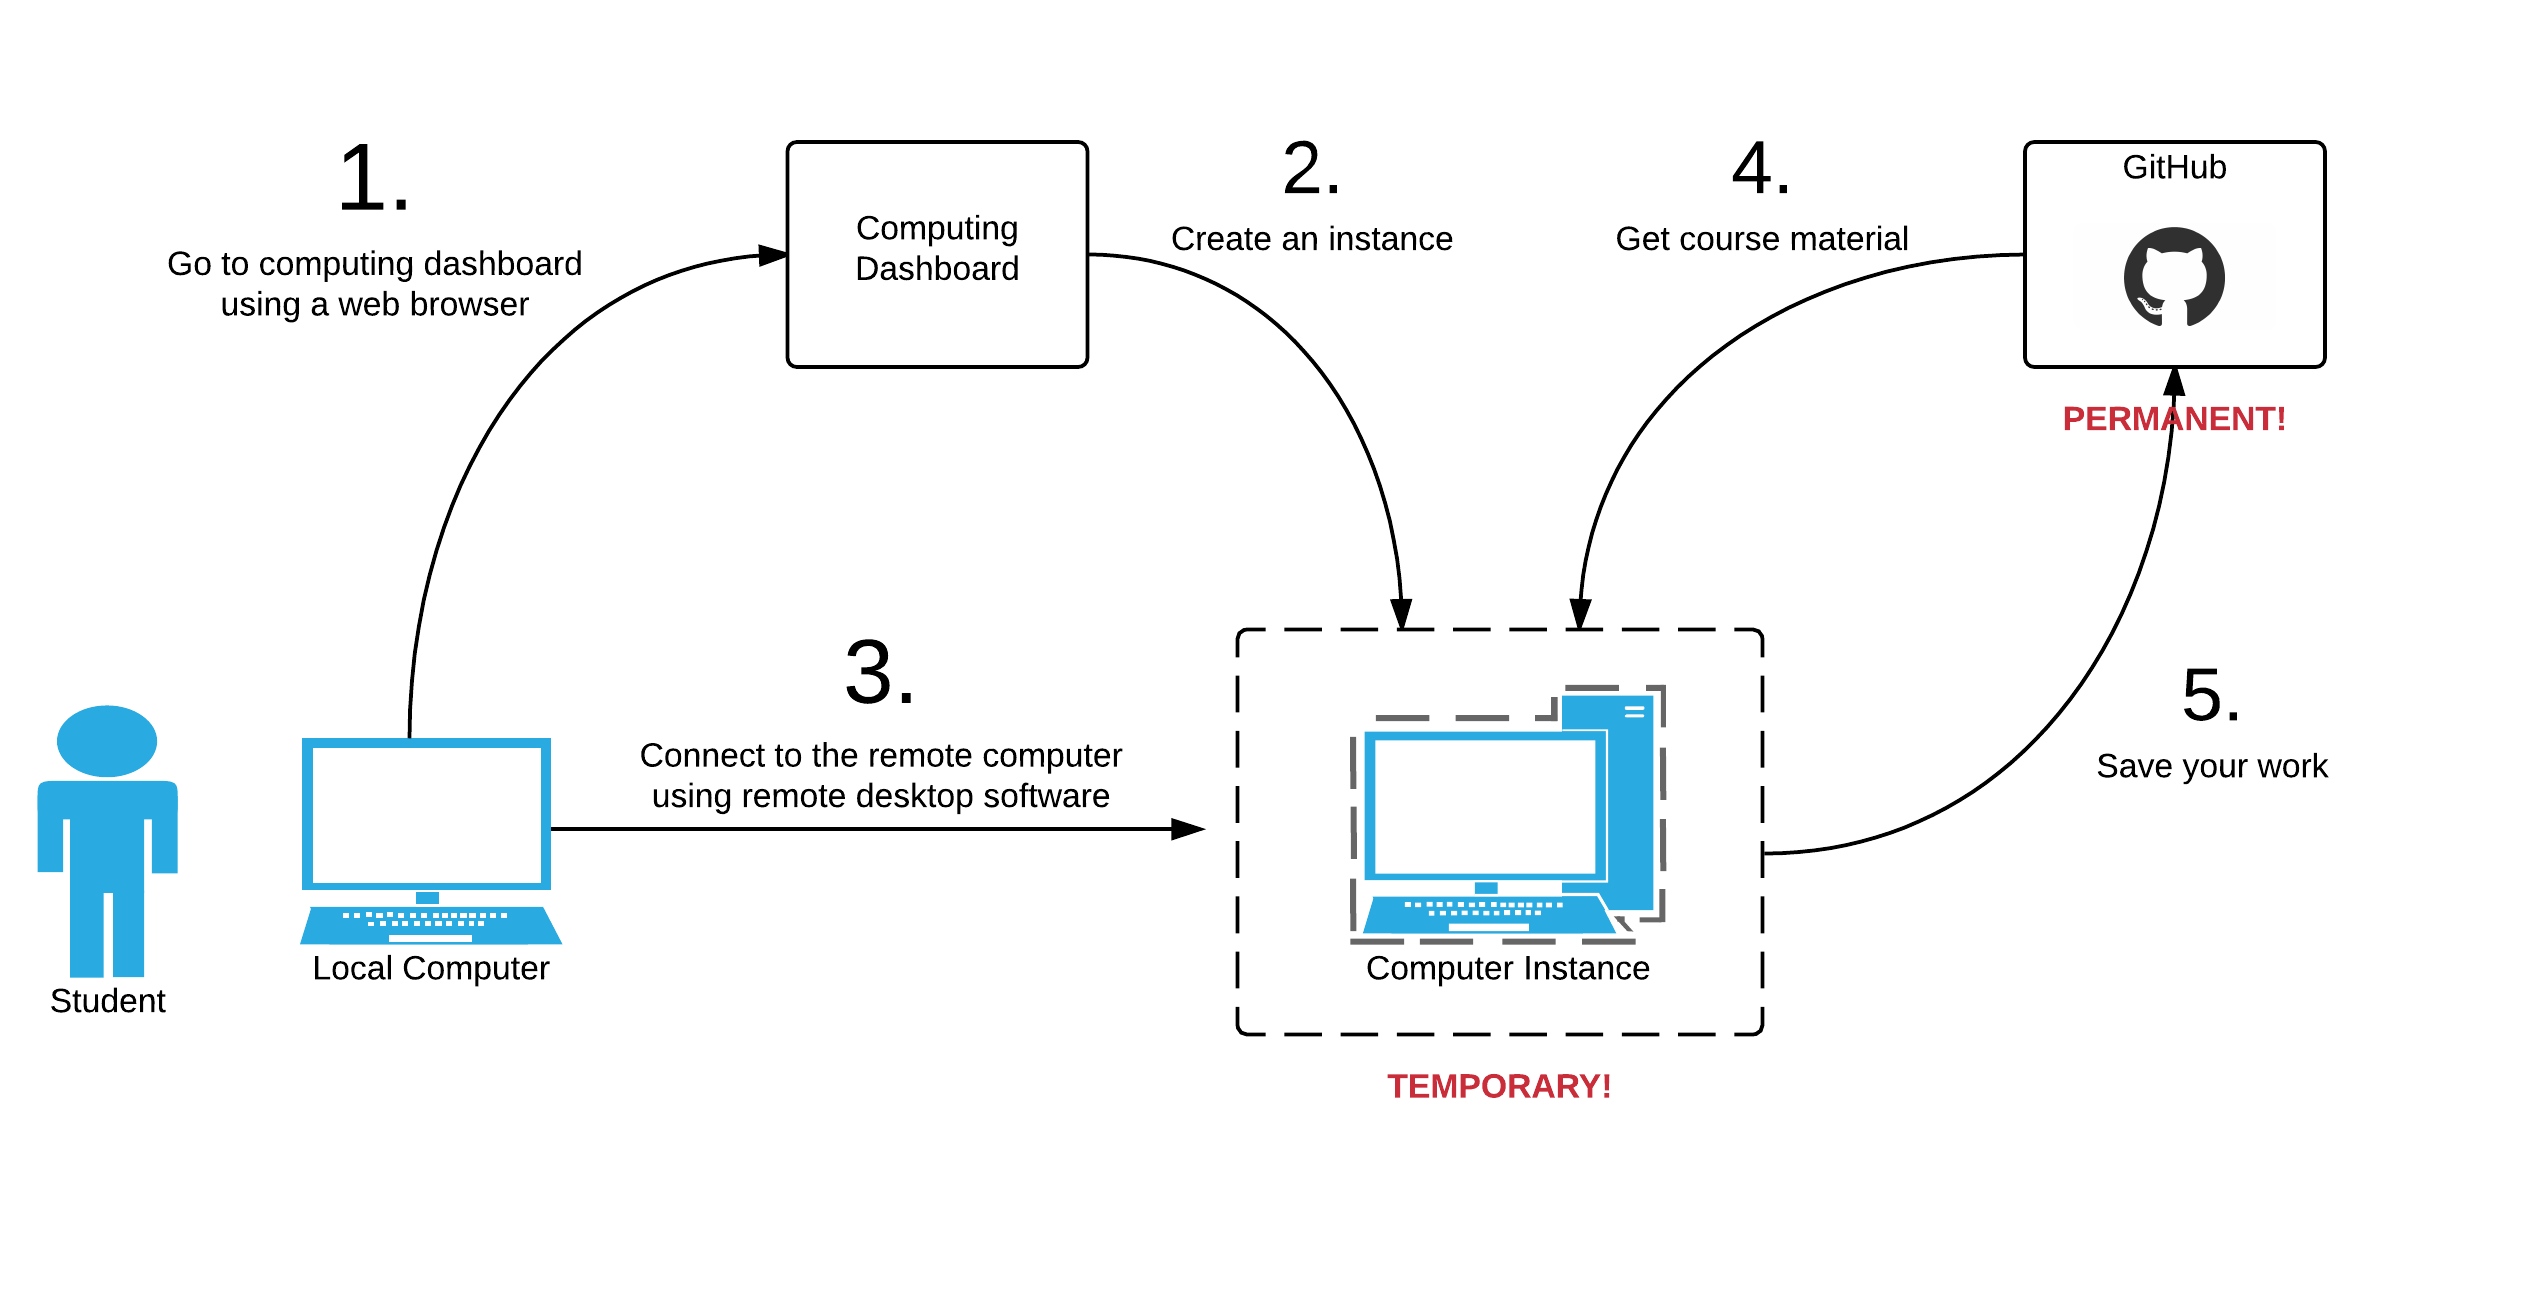 1.
Go to computing dashboard
using a web browser
Computing
Dashboard
2.
Create an instance
4.
Get course material
GitHub
PERMANENT!
3.
Connect to the remote computer
using remote desktop software
5.
Save your work
Student
Local Computer
Computer Instance
TEMPORARY!